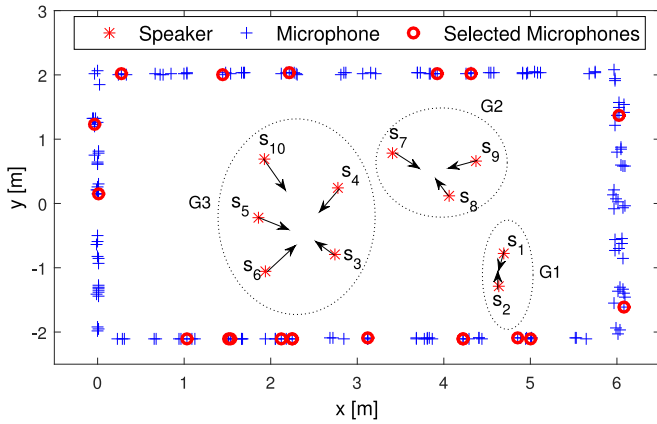 Speaker Microphone Selected Microphones
2
1
0
-1
-2
y [m]
G2
s7
s9
s10
s4
s8
G3
s5
s1
G1
s6
s3
s2
0 1 2 3 4 5 6
x [m]